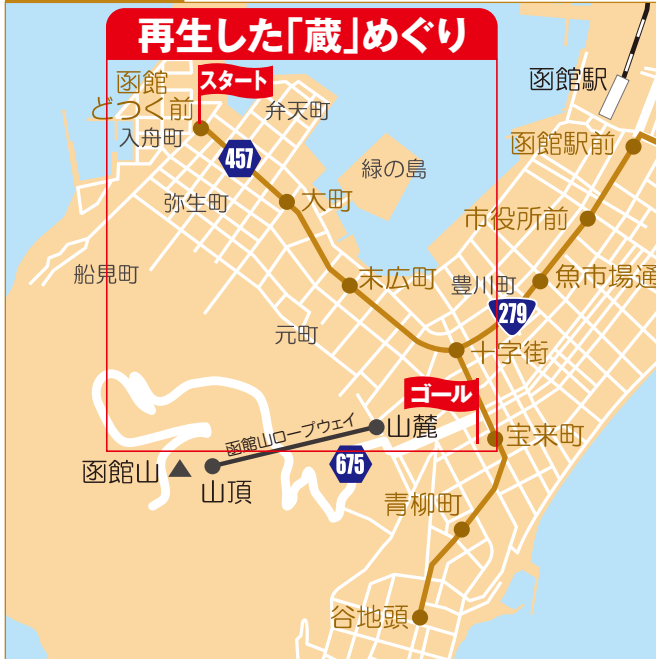 再生した「蔵」めぐり
函館
どつく前
スタート
入舟町
弁天町
457
函館駅
函館駅前
緑の島
弥生町
大町
市役所前
船見町
末広町
豊川町
魚市場通
279
元町
十字街
ゴール
函館山ロープウェイ
山麓
宝来町
函館山
山頂
675
青柳町
谷地頭